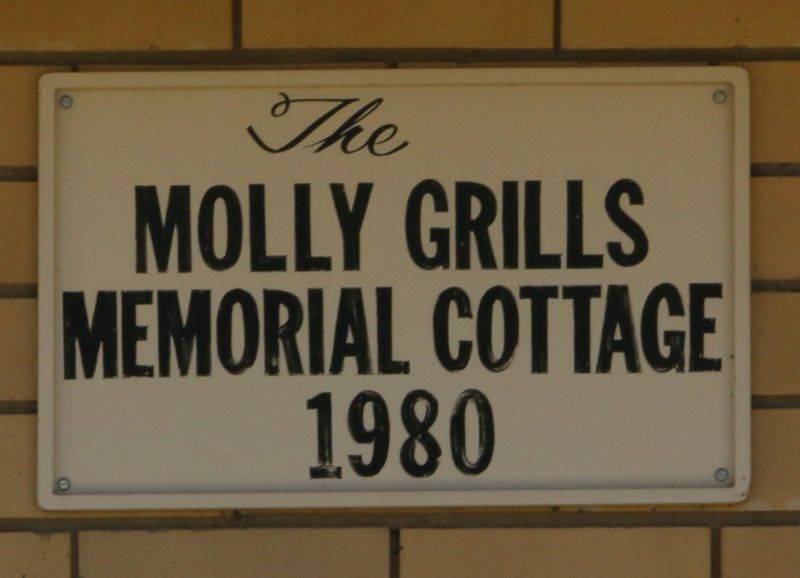 The
MOLLY GRILLS
MEMORIAL COTTAGE
1980